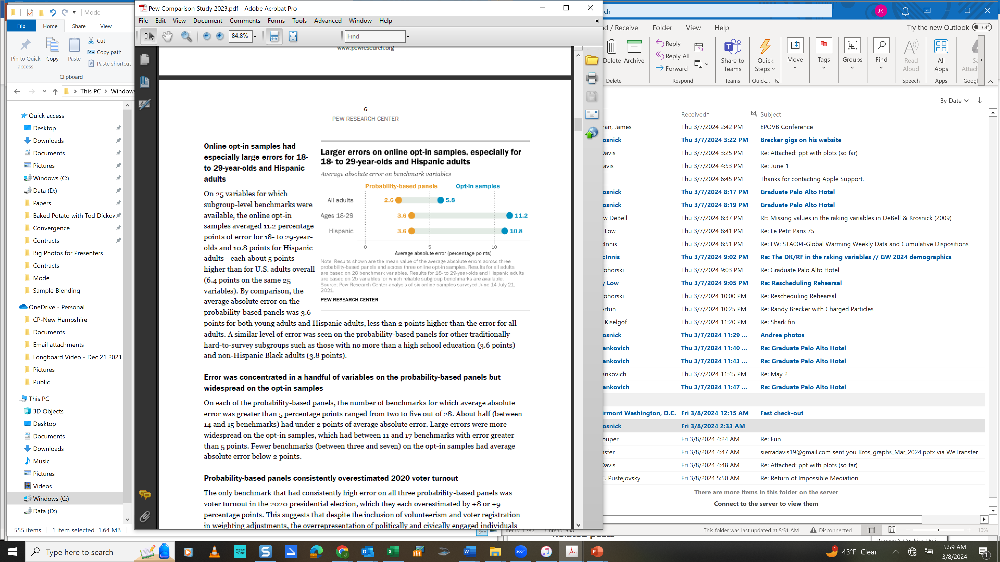 Mode
File
Home
Share
View
Pin to Quick access
Copy
Paste
Cut
Copy path
Paste shortcut
Clipboard
This PC > Windows
Quick access
Desktop
Downloads
Documents
Pictures
Windows (C:)
Data (D:)
Papers
Baked Potato with Tod Dickow
Convergence
Contracts
Big Photos for Presenters
Contracts
Mode
Sample Blending
OneDrive - Personal
CP-New Hampshire
Documents
Email attachments
Longboard Video - Dec 21 2021
Pictures
Public
This PC
3D Objects
Desktop
Documents
Downloads
Music
Pictures
Videos
Windows (C:)
Data (D:)
555 items 1 item selected 1.64 MB
Pew Comparison Study 2023.pdf - Adobe Acrobat Pro
File Edit View Document Comments Forms Tools Advanced Window Help
84.8%
Find
www.pewresearch.org
6
PEW RESEARCH CENTER
Online opt-in samples had
especially large errors for 18-
to 29-year-olds and Hispanic
adults
On 25 variables for which
subgroup-level benchmarks were
available, the online opt-in
samples averaged 11.2 percentage
points of error for 18- to 29-year-
olds and 10.8 points for Hispanic
adults– each about 5 points
higher than for U.S. adults overall
(6.4 points on the same 25
variables). By comparison, the
average absolute error on the
probability-based panels was 3.6
points for both young adults and Hispanic adults, less than 2 points higher than the error for all
adults. A similar level of error was seen on the probability-based panels for other traditionally
hard-to-survey subgroups such as those with no more than a high school education (3.6 points)
and non-Hispanic Black adults (3.8 points).
Larger errors on online opt-in samples, especially for
18- to 29-year-olds and Hispanic adults
Average absolute error on benchmark variables
Probability-based panels Opt-in samples
All adults 2.6 5.8
Ages 18-29 3.6 11.2
Hispanic 3.6 10.8
0 5 10
Average absolute error (percentage points)
Note: Results shown are the mean value of the average absolute errors across three
probability-based panels and across three online opt-in samples. Results for all adults
are based on 28 benchmark variables. Results for 18- to 29-year-olds and Hispanic adults
are based on 25 variables for which reliable subgroup benchmarks are available.
Source: Pew Research Center analysis of six online samples surveyed June 14-July 21,
2021.
PEW RESEARCH CENTER
Error was concentrated in a handful of variables on the probability-based panels but
widespread on the opt-in samples
On each of the probability-based panels, the number of benchmarks for which average absolute
error was greater than 5 percentage points ranged from two to five out of 28. About half (between
14 and 15 benchmarks) had under 2 points of average absolute error. Large errors were more
widespread on the opt-in samples, which had between 11 and 17 benchmarks with error greater
than 5 points. Fewer benchmarks (between three and seven) on the opt-in samples had average
absolute error below 2 points.
Probability-based panels consistently overestimated 2020 voter turnout
The only benchmark that had consistently high error on all three probability-based panels was
voter turnout in the 2020 presidential election, which they each overestimated by +8 or +9
percentage points. This suggests that despite the inclusion of volunteerism and voter registration
in weighting adjustments, the overrepresentation of politically and civically engaged individuals
rch
JK
nd / Receive Folder View Help
Try the new Outlook Off
Delete
Archive
Delete
Reply
Reply All
Forward
Respond
Share to Teams
Teams
Quick Steps
Quick...
Move
Tags
Groups
Find
Read Aloud
Speech
All Apps
Apps
Attach
Googl
By Date
Received Subject
nan, James Thu 3/7/2024 2:42 PM EPOVB Conference
osnick Thu 3/7/2024 3:22 PM Brecker gigs on his website
Davis Thu 3/7/2024 3:25 PM Re: Attached: ppt with plots (so far)
avis Thu 3/7/2024 4:53 PM Re: June 1
Thu 3/7/2024 6:45 PM Thanks for contacting Apple Support.
osnick Thu 3/7/2024 8:17 PM Graduate Palo Alto Hotel
osnick Thu 3/7/2024 8:19 PM Graduate Palo Alto Hotel
w DeBell Thu 3/7/2024 8:37 PM RE: Missing values in the raking variables in DeBell & Krosnick (2009)
Low Thu 3/7/2024 8:41 PM Re: Le Petit Paris 75
cInnis Thu 3/7/2024 8:51 PM Re: FW: STA004-Global Warming Weekly Data and Cumulative Dispositions
cInnis Thu 3/7/2024 9:02 PM Re: The DK/RF in the raking variables // GW 2024 demographics
Pohorski Thu 3/7/2024 9:03 PM Re: Graduate Palo Alto Hotel
y Low Thu 3/7/2024 9:05 PM Re: Rescheduling Rehearsal
Pohorski Thu 3/7/2024 10:00 PM Re: Rescheduling Rehearsal
Artun Thu 3/7/2024 10:25 PM Re: Randy Brecker with Charged Particles
Kiselgof Thu 3/7/2024 11:20 PM Re: Shark fin
osnick Thu 3/7/2024 11:29 ... Andrea photos
ankovich Thu 3/7/2024 11:40 ... Re: Graduate Palo Alto Hotel
ankovich Thu 3/7/2024 11:43 ... Re: Graduate Palo Alto Hotel
ankovich Thu 3/7/2024 11:45 PM Re: May 2
ankovich Thu 3/7/2024 11:47 ... Re: Graduate Palo Alto Hotel
irmont Washington, D.C. Fri 3/8/2024 12:15 AM Fast check-out
osnick Fri 3/8/2024 2:33 AM
ouper Fri 3/8/2024 4:24 AM Re: Fun
nsfer Fri 3/8/2024 4:47 AM sierradavis19@gmail.com sent you Kros_graphs_Mar_2024.pptx via WeTransfer
Davis Fri 3/8/2024 4:48 AM Re: Attached: ppt with plots (so far)
E. Pustejovsky Fri 3/8/2024 5:50 AM Re: Return of Impossible Mediation
There are more items in this folder on the server
Connect to the server to view them
Items: 1,732 Unread: 658
This folder was last updated at 5:51 AM. Disconnected 10%
Related posts
Privacy & Cookies Policy
Type here to search
amazon music
zoom
1
43°F Clear
5:59 AM
3/8/2024
1